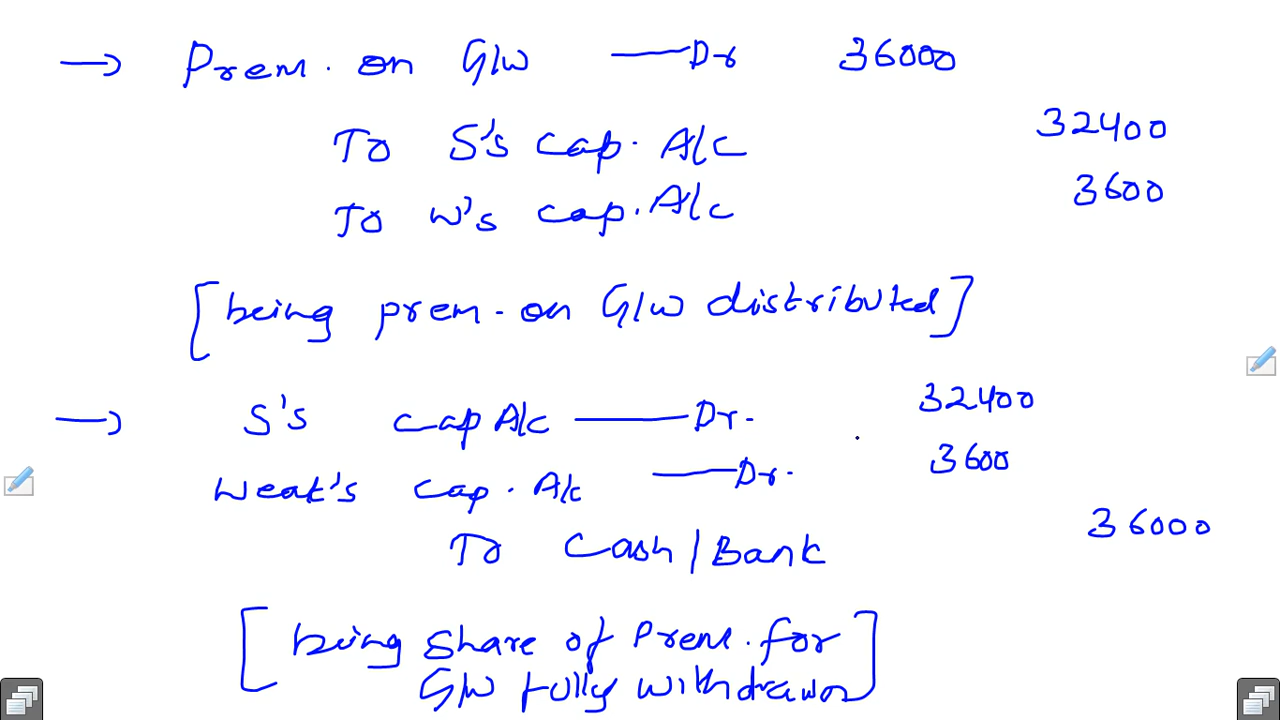 → Prem. on G/W —— Dr 36000
To S's cap. A/c 32400
To W's cap. A/c 3600
[being prem. on G/W distributed]
→ S's cap A/c —— Dr. 32400
Weak's cap. A/c —— Dr. 3600
To Cash/Bank 36000
[being share of Prem. for
G/W fully withdrawn]